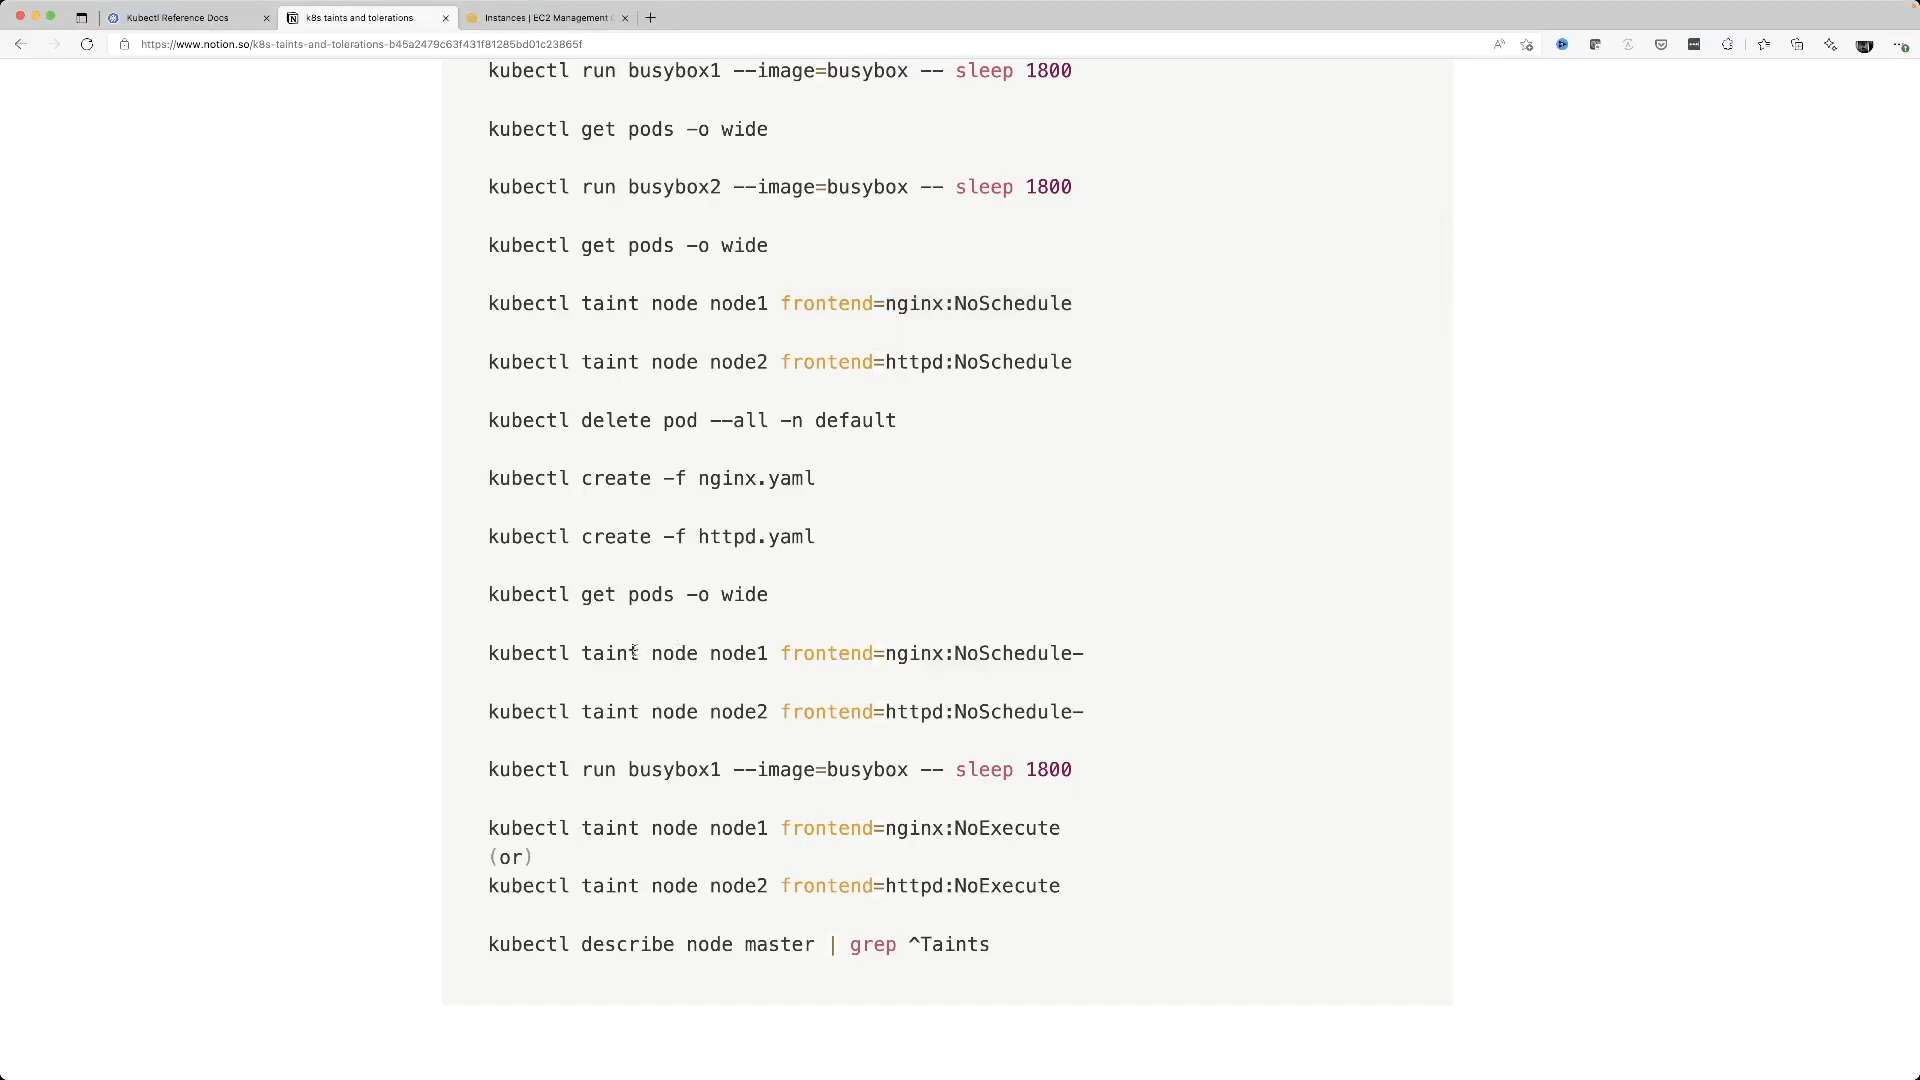 Kubectl Reference Docs
k8s taints and tolerations
Instances | EC2 Management
https://www.notion.so/k8s-taints-and-tolerations-b45a2479c63f431f81285bd01c23865f
kubectl run busybox1 --image=busybox -- sleep 1800
kubectl get pods -o wide
kubectl run busybox2 --image=busybox -- sleep 1800
kubectl get pods -o wide
kubectl taint node node1 frontend=nginx:NoSchedule
kubectl taint node node2 frontend=httpd:NoSchedule
kubectl delete pod --all -n default
kubectl create -f nginx.yaml
kubectl create -f httpd.yaml
kubectl get pods -o wide
kubectl taint node node1 frontend=nginx:NoSchedule-
kubectl taint node node2 frontend=httpd:NoSchedule-
kubectl run busybox1 --image=busybox -- sleep 1800
kubectl taint node node1 frontend=nginx:NoExecute
(or)
kubectl taint node node2 frontend=httpd:NoExecute
kubectl describe node master | grep ^Taints